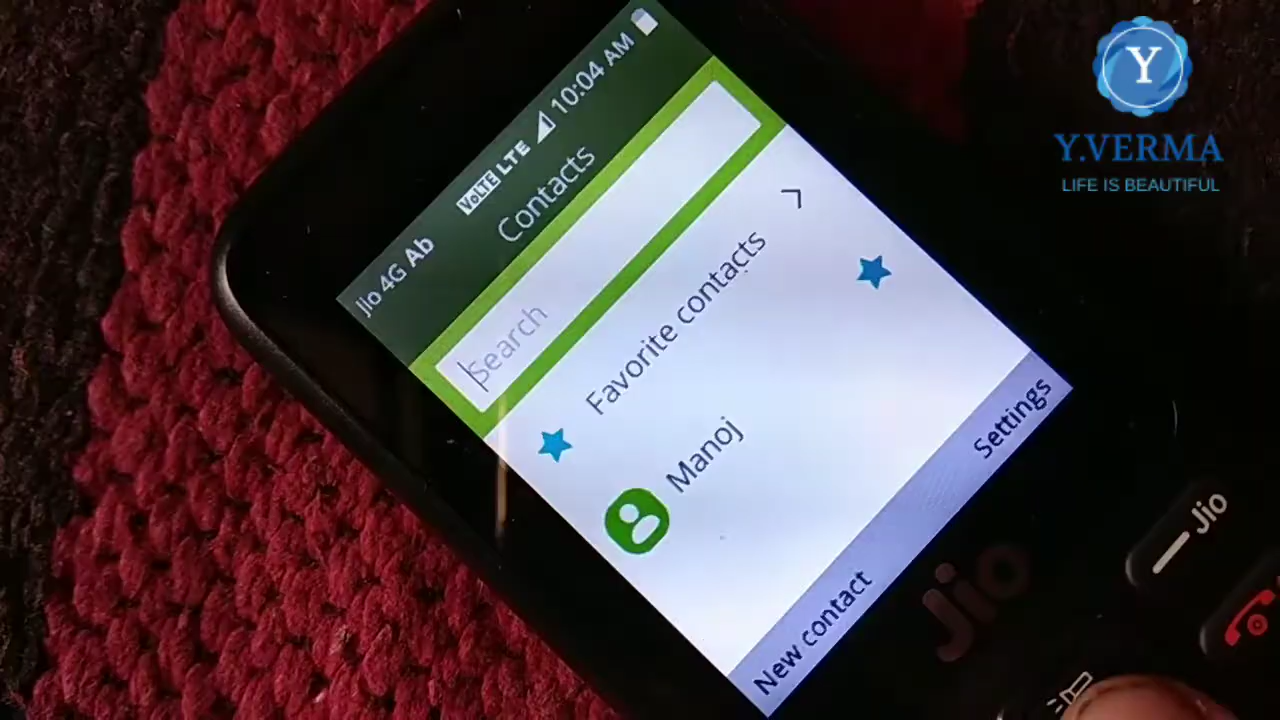 Jio 4G Ab VoLTE LTE 10:04 AM
Contacts
Search
Favorite contacts
Manoj
New contact Settings
Jio
Jio
Y
Y.VERMA
LIFE IS BEAUTIFUL